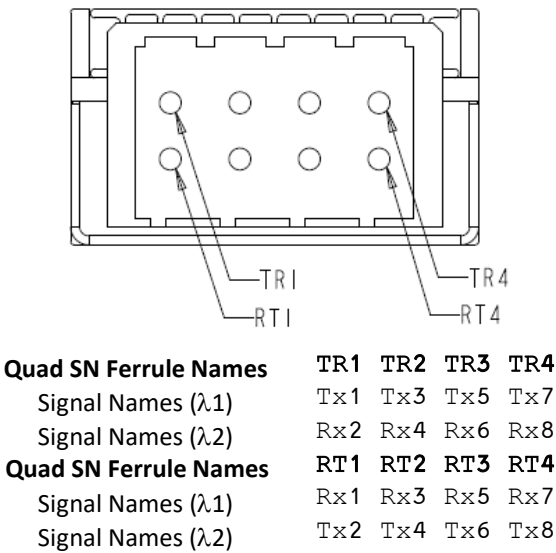 TR1 TR4
RT1 RT4
Quad SN Ferrule Names TR1 TR2 TR3 TR4
Signal Names (λ1) Tx1 Tx3 Tx5 Tx7
Signal Names (λ2) Rx2 Rx4 Rx6 Rx8
Quad SN Ferrule Names RT1 RT2 RT3 RT4
Signal Names (λ1) Rx1 Rx3 Rx5 Rx7
Signal Names (λ2) Tx2 Tx4 Tx6 Tx8